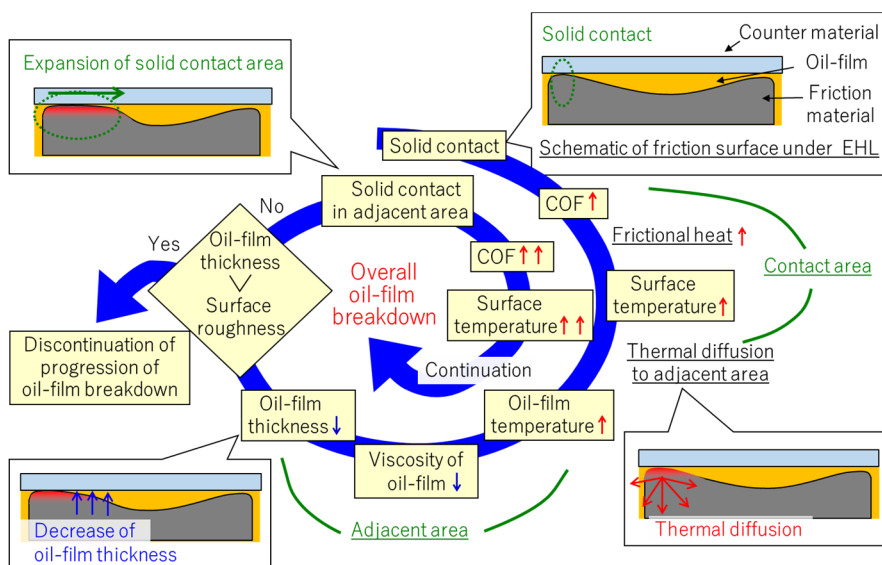 Expansion of solid contact area
Solid contact
Counter material
Oil-film
Friction
material
Schematic of friction surface under EHL
Solid contact
COF ↑
Frictional heat ↑
Contact area
Surface
temperature ↑
Thermal diffusion
to adjacent area
Thermal diffusion
Oil-film
temperature ↑
Viscosity of
oil-film ↓
Adjacent area
Oil-film
thickness ↓
Decrease of
oil-film thickness
Oil-film
thickness
∨
Surface
roughness
Yes
Discontinuation of
progression of
oil-film breakdown
No
Solid contact
in adjacent area
COF ↑ ↑
Surface
temperature ↑ ↑
Continuation
Overall
oil-film
breakdown